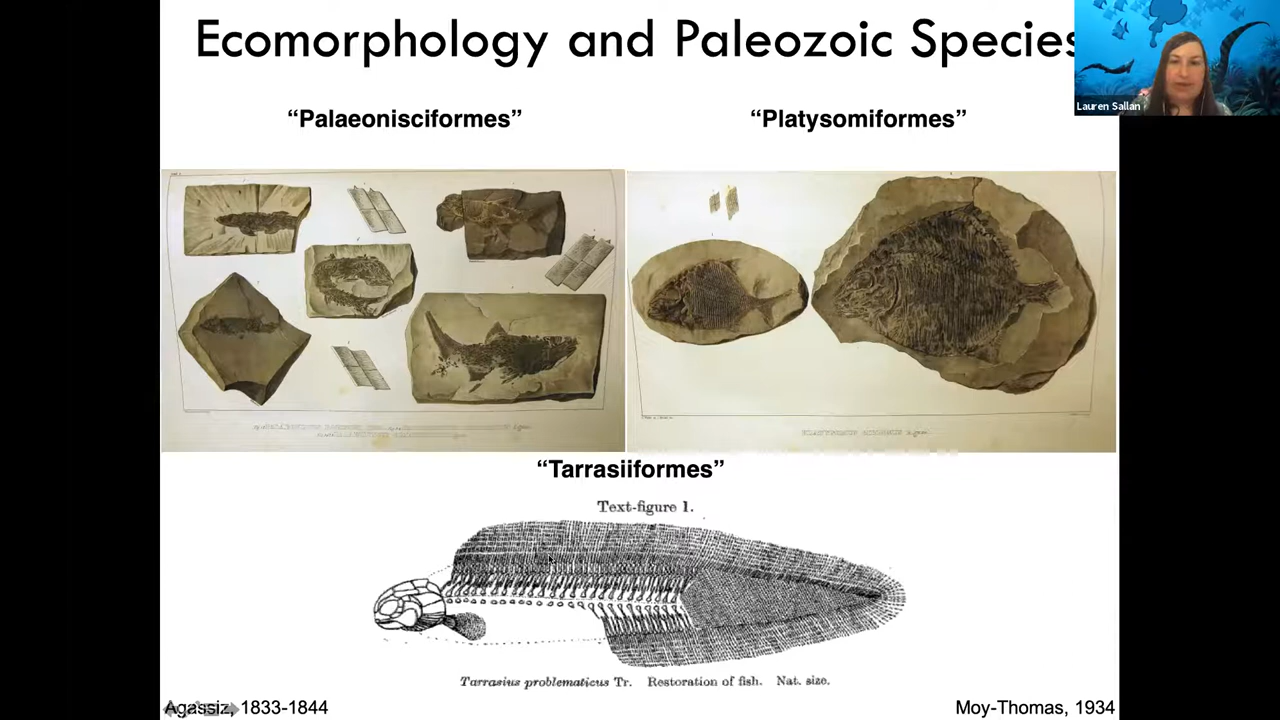 Ecomorphology and Paleozoic Species
Lauren Sallan
“Palaeonisciformes”
“Platysomiformes”
“Tarrasiiformes”
Text-figure 1.
Tarrasius problematicus Tr. Restoration of fish. Nat. size.
Agassiz, 1833-1844
Moy-Thomas, 1934